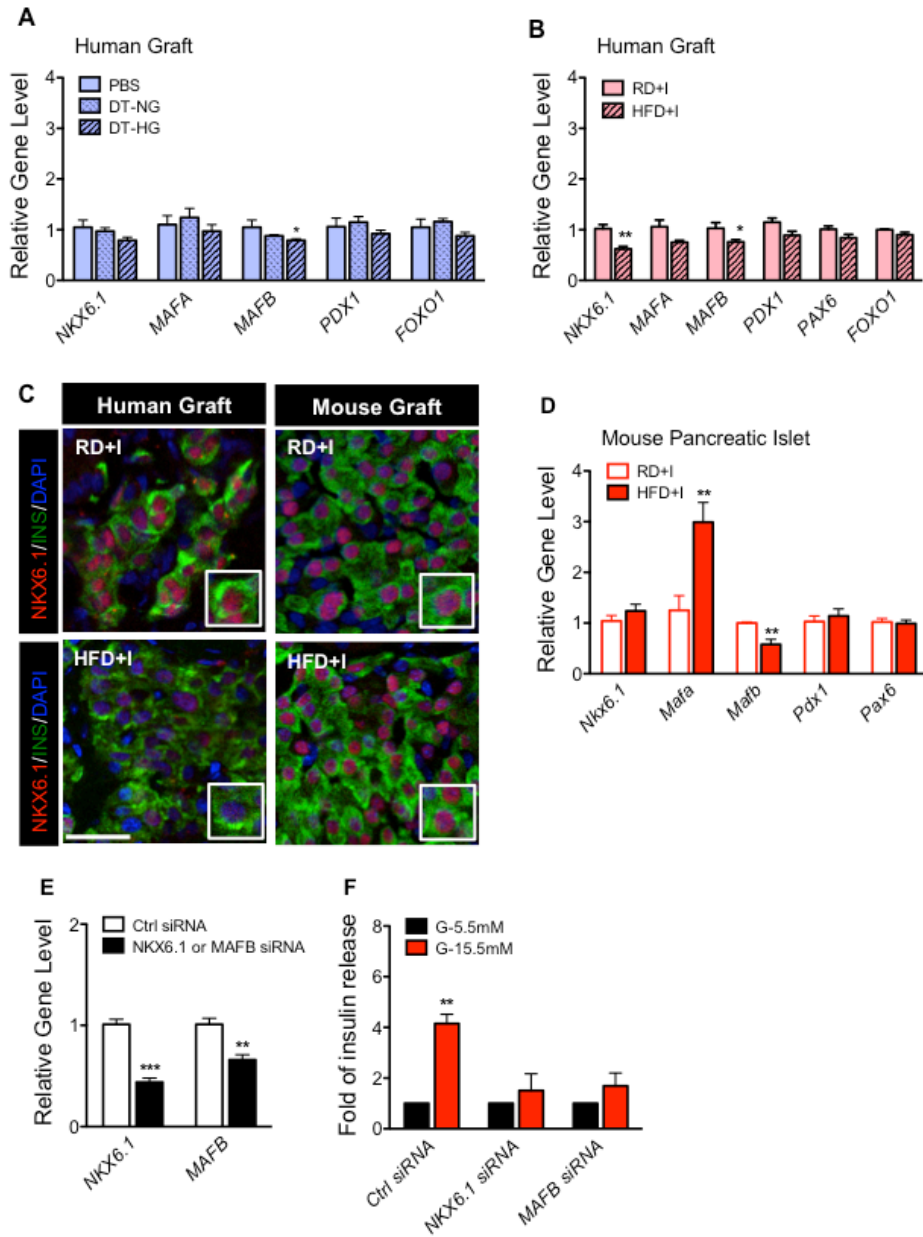 A
Human Graft
PBS
DT-NG
DT-HG
Relative Gene Level
4
3
2
1
0
*
NKX6.1
MAFA
MAFB
PDX1
FOXO1
B
Human Graft
RD+I
HFD+I
Relative Gene Level
4
3
2
1
0
**
*
NKX6.1
MAFA
MAFB
PDX1
PAX6
FOXO1
C
Human Graft
Mouse Graft
NKX6.1/INS/DAPI
RD+I
RD+I
NKX6.1/INS/DAPI
HFD+I
HFD+I
D
Mouse Pancreatic Islet
RD+I
HFD+I
Relative Gene Level
4
3
2
1
0
**
**
Nkx6.1
Mafa
Mafb
Pdx1
Pax6
E
Ctrl siRNA
NKX6.1 or MAFB siRNA
Relative Gene Level
2
1
0
***
**
NKX6.1
MAFB
F
G-5.5mM
G-15.5mM
Fold of insulin release
8
6
4
2
0
**
Ctrl siRNA
NKX6.1 siRNA
MAFB siRNA